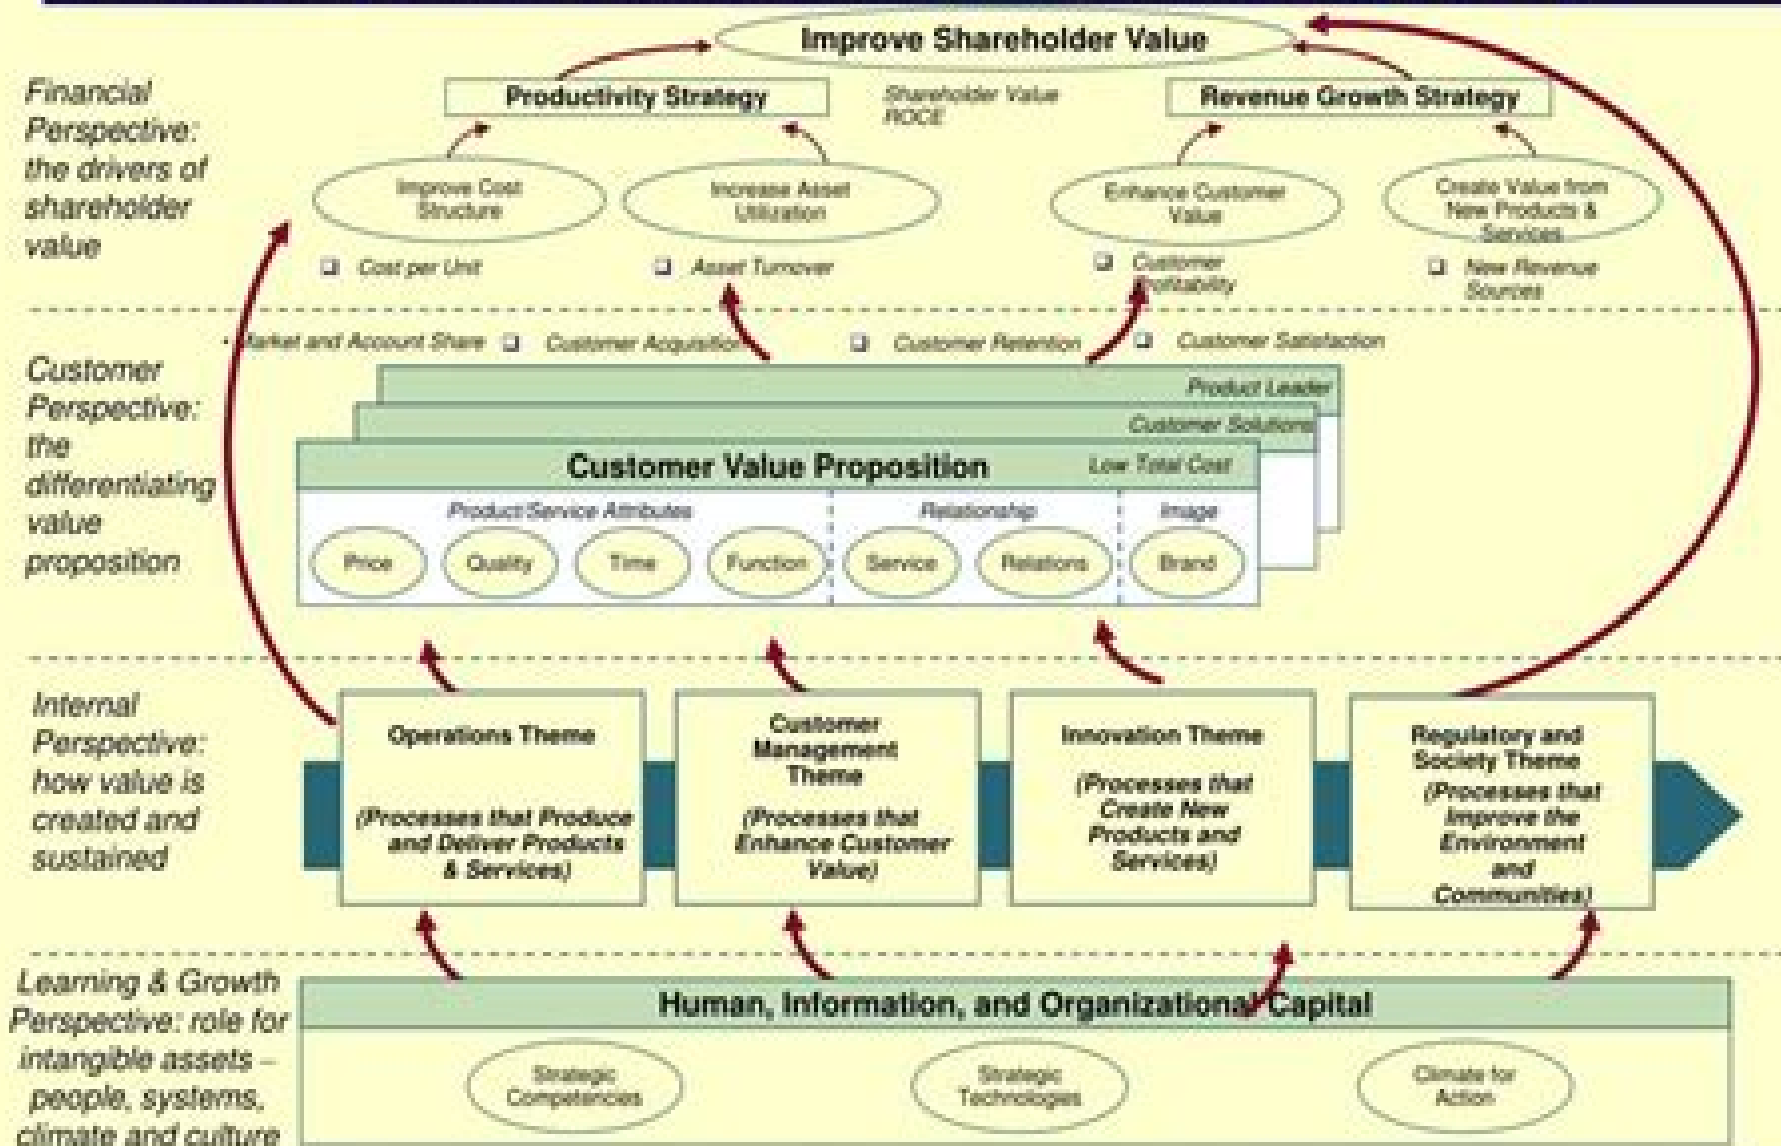 Improve Shareholder Value
Financial
Perspective:
the drivers of
shareholder
value
Productivity Strategy
Shareholder Value
ROCE
Revenue Growth Strategy
Improve Cost
Structure
Increase Asset
Utilization
Enhance Customer
Value
Create Value from
New Products &
Services
Cost per Unit
Asset Turnover
Customer
Profitability
New Revenue
Sources
Customer
Perspective:
the
differentiating
value
proposition
Market and Account Share
Customer Acquisition
Customer Retention
Customer Satisfaction
Product Leader
Customer Solutions
Customer Value Proposition
Low Total Cost
Product Service Attributes
Relationship
Image
Price
Quality
Time
Function
Service
Relations
Brand
Internal
Perspective:
how value is
created and
sustained
Operations Theme
(Processes that Produce
and Deliver Products
& Services)
Customer
Management
Theme
(Processes that
Enhance Customer
Value)
Innovation Theme
(Processes that
Create New
Products and
Services)
Regulatory and
Society Theme
(Processes that
Improve the
Environment
and
Communities)
Learning & Growth
Perspective: role for
intangible assets –
people, systems,
climate and culture
Human, Information, and Organizational Capital
Strategic
Competencies
Strategic
Technologies
Climate for
Action